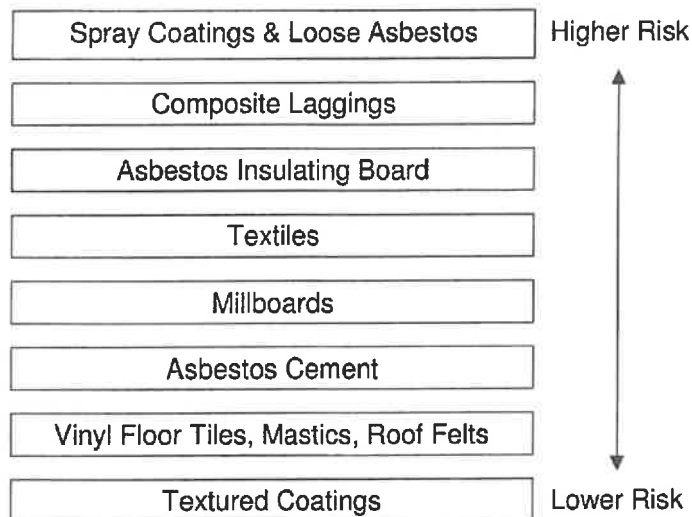 Spray Coatings & Loose Asbestos Higher Risk
Composite Laggings
Asbestos Insulating Board
Textiles
Millboards
Asbestos Cement
Vinyl Floor Tiles, Mastics, Roof Felts
Textured Coatings Lower Risk